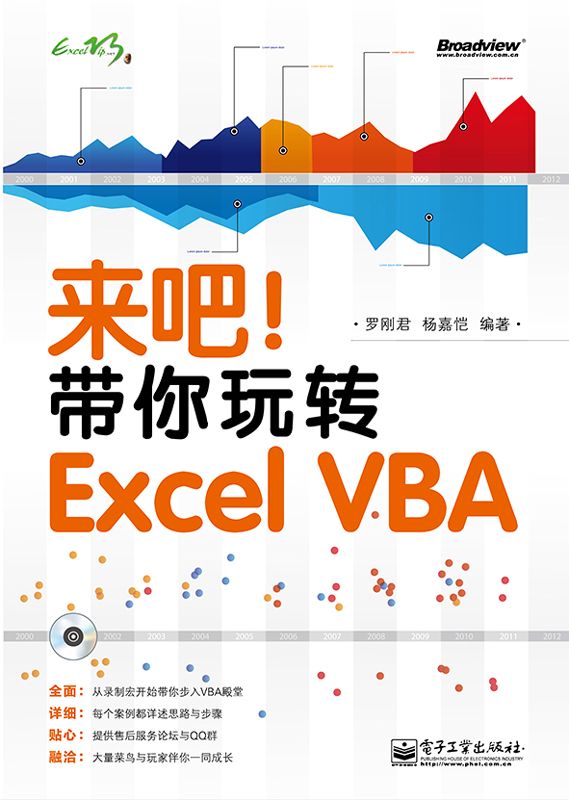 Excel VB
Vip.net
Broadview®
www.broadview.com.cn
2000 2001 2002 2003 2004 2005 2006 2007 2008 2009 2010 2011 2012
来吧!
·罗刚君 杨嘉恺 编著·
带你玩转
Excel VBA
2000 2002 2003 2004 2005 2006 2007 2008 2009 2010 2011 2012
全面：从录制宏开始带你步入VBA殿堂
详细：每个案例都详述思路与步骤
贴心：提供售后服务论坛与QQ群
融洽：大量菜鸟与玩家伴你一同成长
电子工业出版社
PUBLISHING HOUSE OF ELECTRONICS INDUSTRY
http://www.phei.com.cn